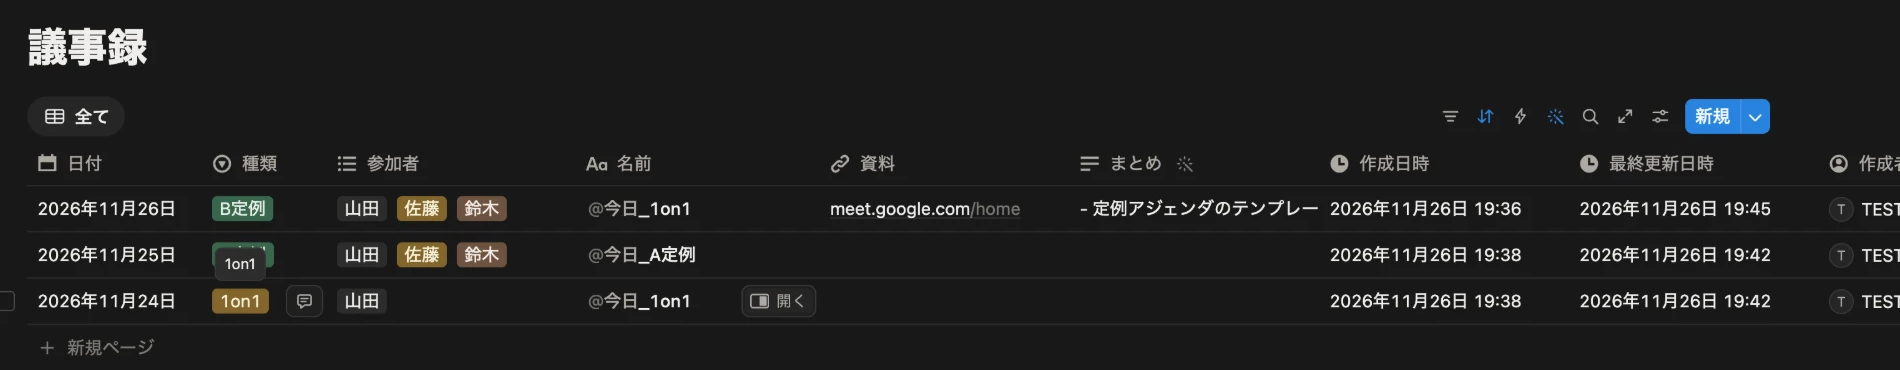 議事録
全て
新規
日付 種類 参加者 Aa 名前 資料 まとめ 作成日時 最終更新日時 作成
2026年11月26日 B定例 山田 佐藤 鈴木 @今日_1on1 meet.google.com/home - 定例アジェンダのテンプレー 2026年11月26日 19:36 2026年11月26日 19:45 T TEST
2026年11月25日 山田 佐藤 鈴木 @今日_A定例 2026年11月26日 19:38 2026年11月26日 19:42 T TEST
1on1
2026年11月24日 1on1 山田 @今日_1on1 開く 2026年11月26日 19:38 2026年11月26日 19:42 T TEST
+ 新規ページ